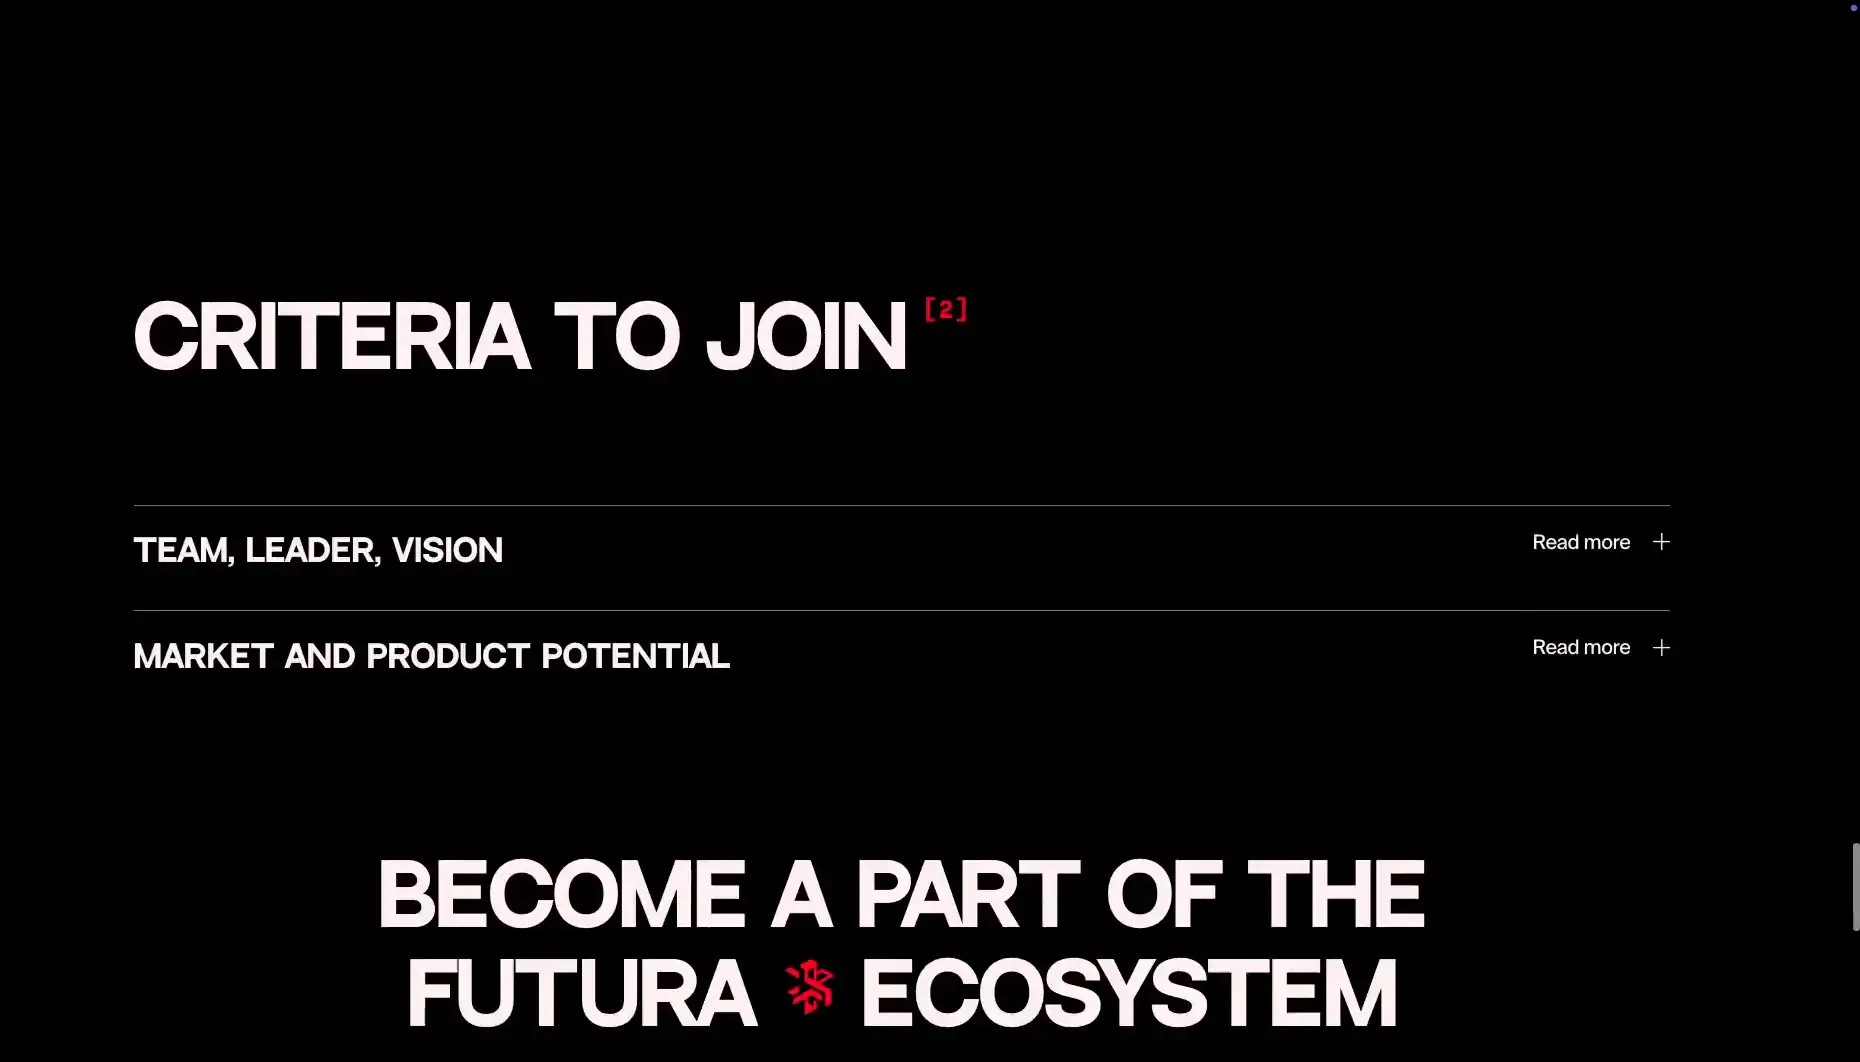 CRITERIA TO JOIN [2]
TEAM, LEADER, VISION
Read more
MARKET AND PRODUCT POTENTIAL
Read more
BECOME A PART OF THE
FUTURA ECOSYSTEM